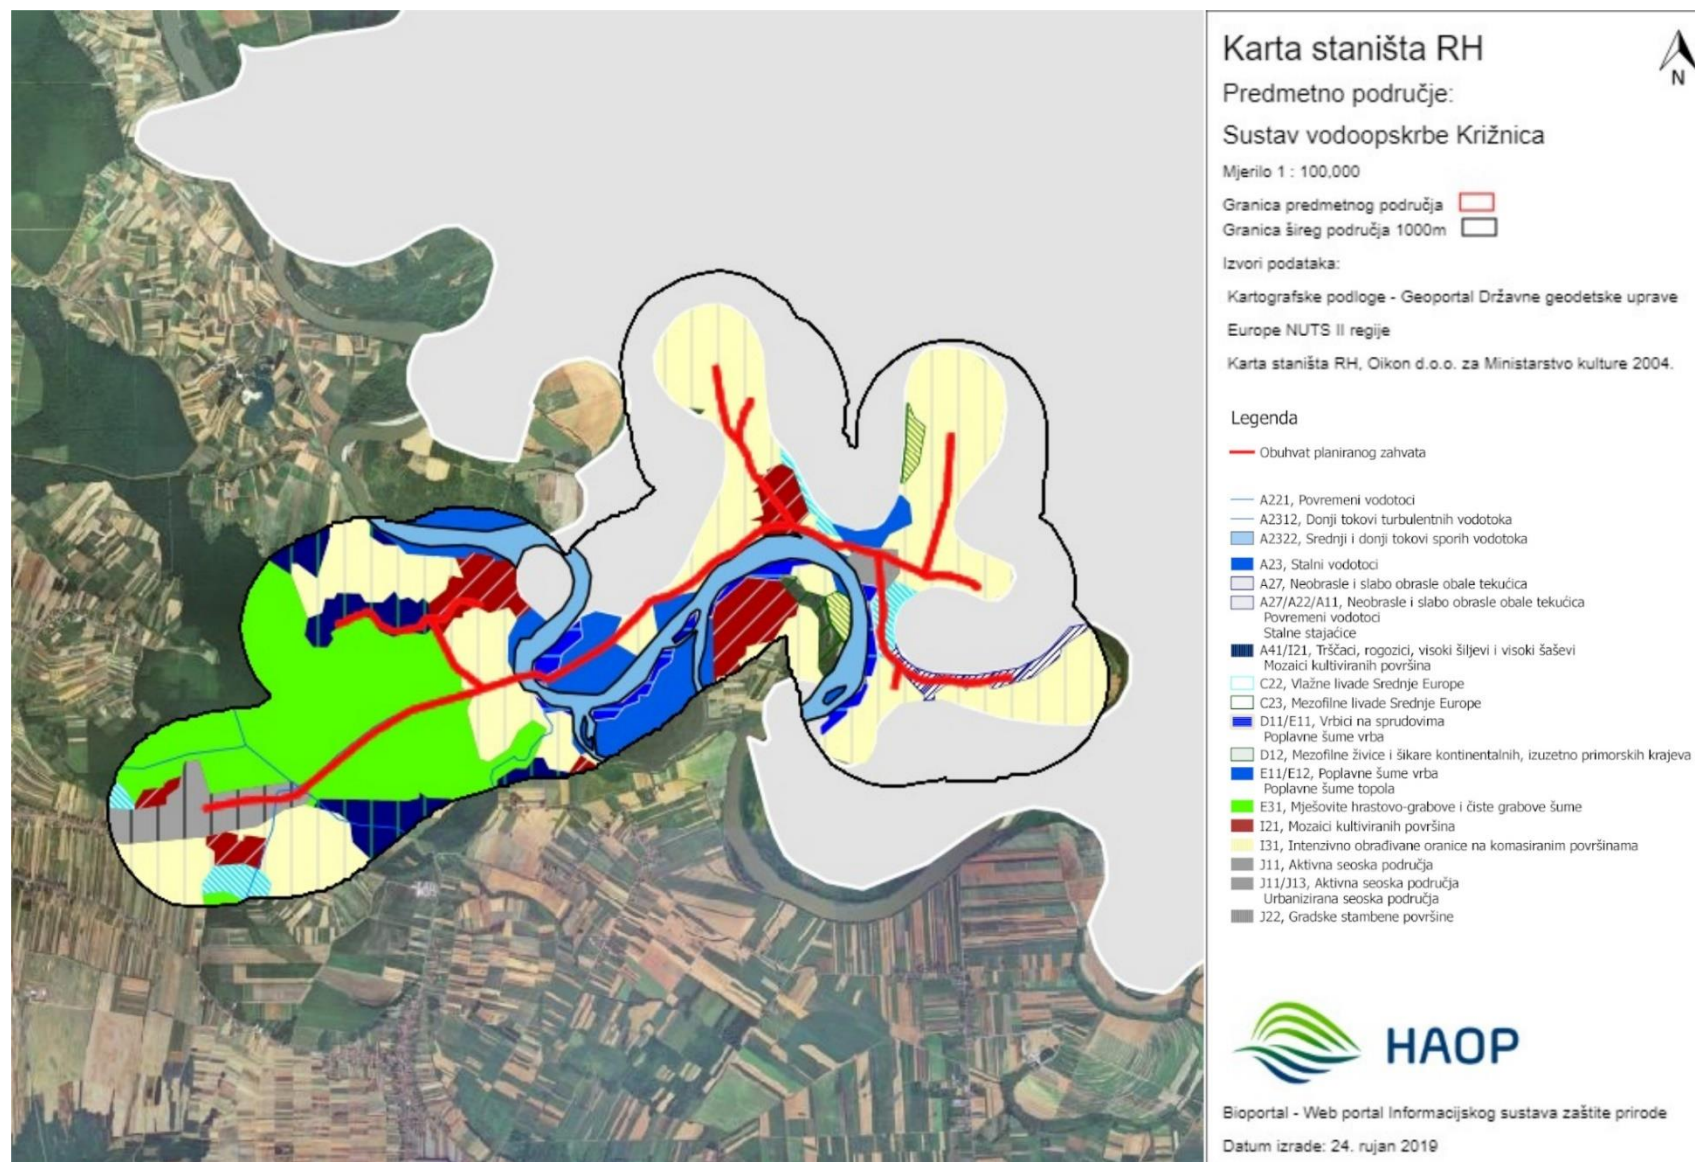 Karta staništa RH
N
Predmetno područje:
Sustav vodoopskrbe Križnica
Mjerilo 1 : 100,000
Granica predmetnog područja
Granica šireg područja 1000m
Izvori podataka:
Kartografske podloge - Geoportal Državne geodetske uprave
Europe NUTS II regije
Karta staništa RH, Oikon d.o.o. za Ministarstvo kulture 2004.
Legenda
Obuhvat planiranog zahvata
A221, Povremeni vodotoci
A2312, Donji tokovi turbulentnih vodotoka
A2322, Srednji i donji tokovi sporih vodotoka
A23, Stalni vodotoci
A27, Neobrasle i slabo obrasle obale tekućica
A27/A22/A11, Neobrasle i slabo obrasle obale tekućica
Povremeni vodotoci
Stalne stajaćice
A41/I21, Trščaci, rogozici, visoki šiljevi i visoki šaševi
Mozaici kultiviranih površina
C22, Vlažne livade Srednje Europe
C23, Mezofilne livade Srednje Europe
D11/E11, Vrbici na sprudovima
Poplavne šume vrba
D12, Mezofilne živice i šikare kontinentalnih, izuzetno primorskih krajeva
E11/E12, Poplavne šume vrba
Poplavne šume topola
E31, Mješovite hrastovo-grabove i čiste grabove šume
I21, Mozaici kultiviranih površina
I31, Intenzivno obrađivane oranice na komasiranim površinama
J11, Aktivna seoska područja
J11/J13, Aktivna seoska područja
Urbanizirana seoska područja
J22, Gradske stambene površine
HAOP
Bioportal - Web portal Informacijskog sustava zaštite prirode
Datum izrade: 24. rujan 2019